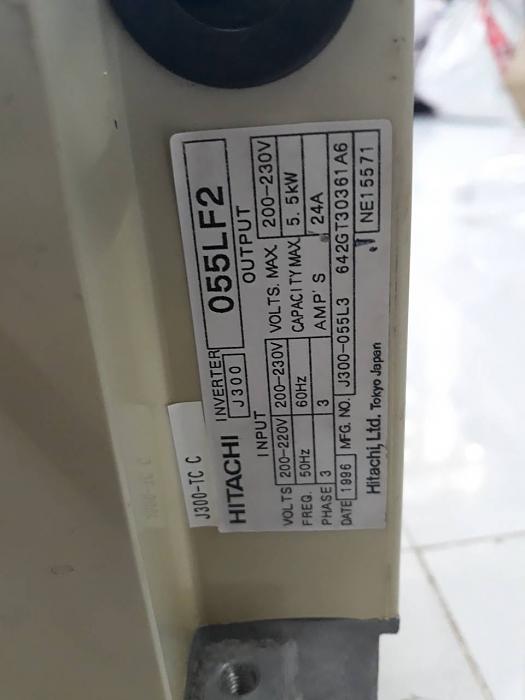 J300-TC C
HITACHI INVERTER
J300 055LF2
INPUT OUTPUT
VOLTS 200-220V 200-230V VOLTS. MAX. 200-230V
FREQ. 50Hz 60Hz CAPACITY MAX 5.5kW
PHASE 3 3 AMP'S 24A
DATE 1996 MFG. NO. J300-055L3 642GT30361A6
Hitachi, Ltd. Tokyo Japan NE15571